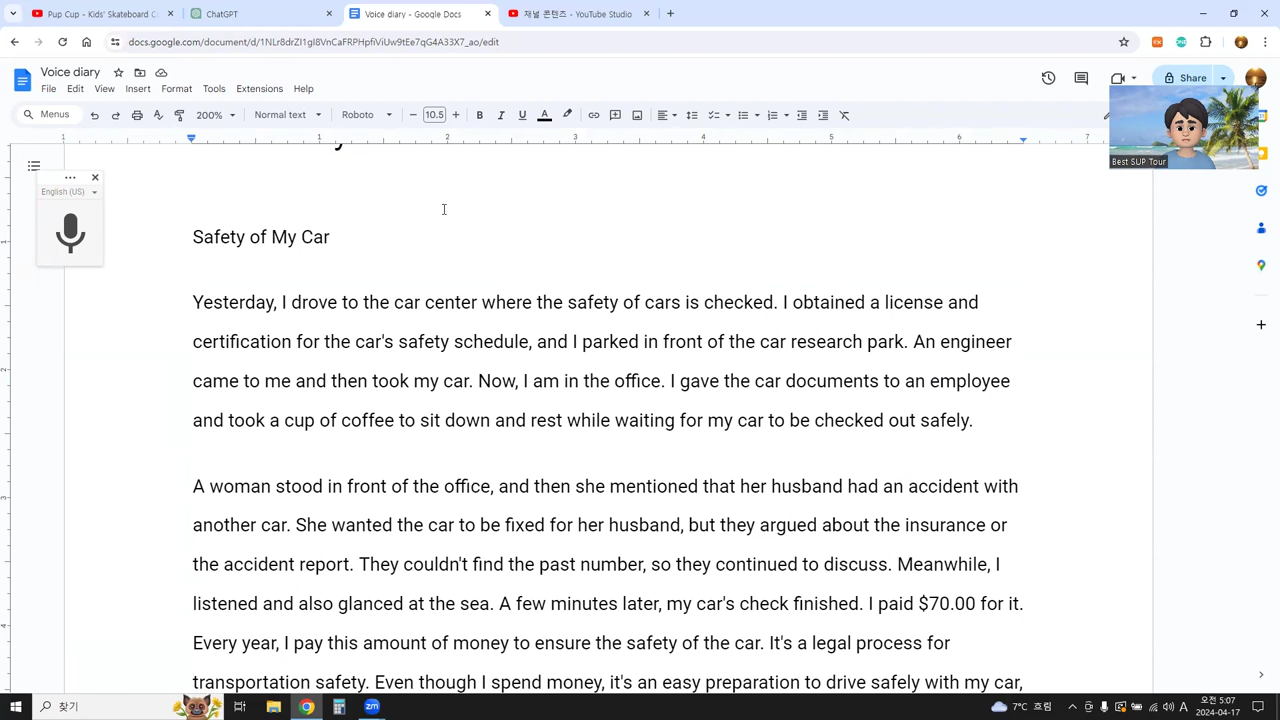 Pup Cup - Kids' Skateboard C
ChatGPT
Voice diary - Google Docs
채널 콘텐츠 - YouTube Studio
docs.google.com/document/d/1NLr8drZI1gI8VnCaFRPHpfiViUw9tEe7qG4A33X7_ao/edit
Voice diary
Share
File Edit View Insert Format Tools Extensions Help
Menus 200% Normal text Roboto 10.5 B I U A
1 1 2 3 4 5 6 7
Best SUP Tour
English (US)
Safety of My Car
Yesterday, I drove to the car center where the safety of cars is checked. I obtained a license and
certification for the car's safety schedule, and I parked in front of the car research park. An engineer
came to me and then took my car. Now, I am in the office. I gave the car documents to an employee
and took a cup of coffee to sit down and rest while waiting for my car to be checked out safely.
A woman stood in front of the office, and then she mentioned that her husband had an accident with
another car. She wanted the car to be fixed for her husband, but they argued about the insurance or
the accident report. They couldn't find the past number, so they continued to discuss. Meanwhile, I
listened and also glanced at the sea. A few minutes later, my car's check finished. I paid $70.00 for it.
Every year, I pay this amount of money to ensure the safety of the car. It's a legal process for
transportation safety. Even though I spend money, it's an easy preparation to drive safely with my car,
찾기
7°C 흐림
A
오전 5:07
2024-04-17